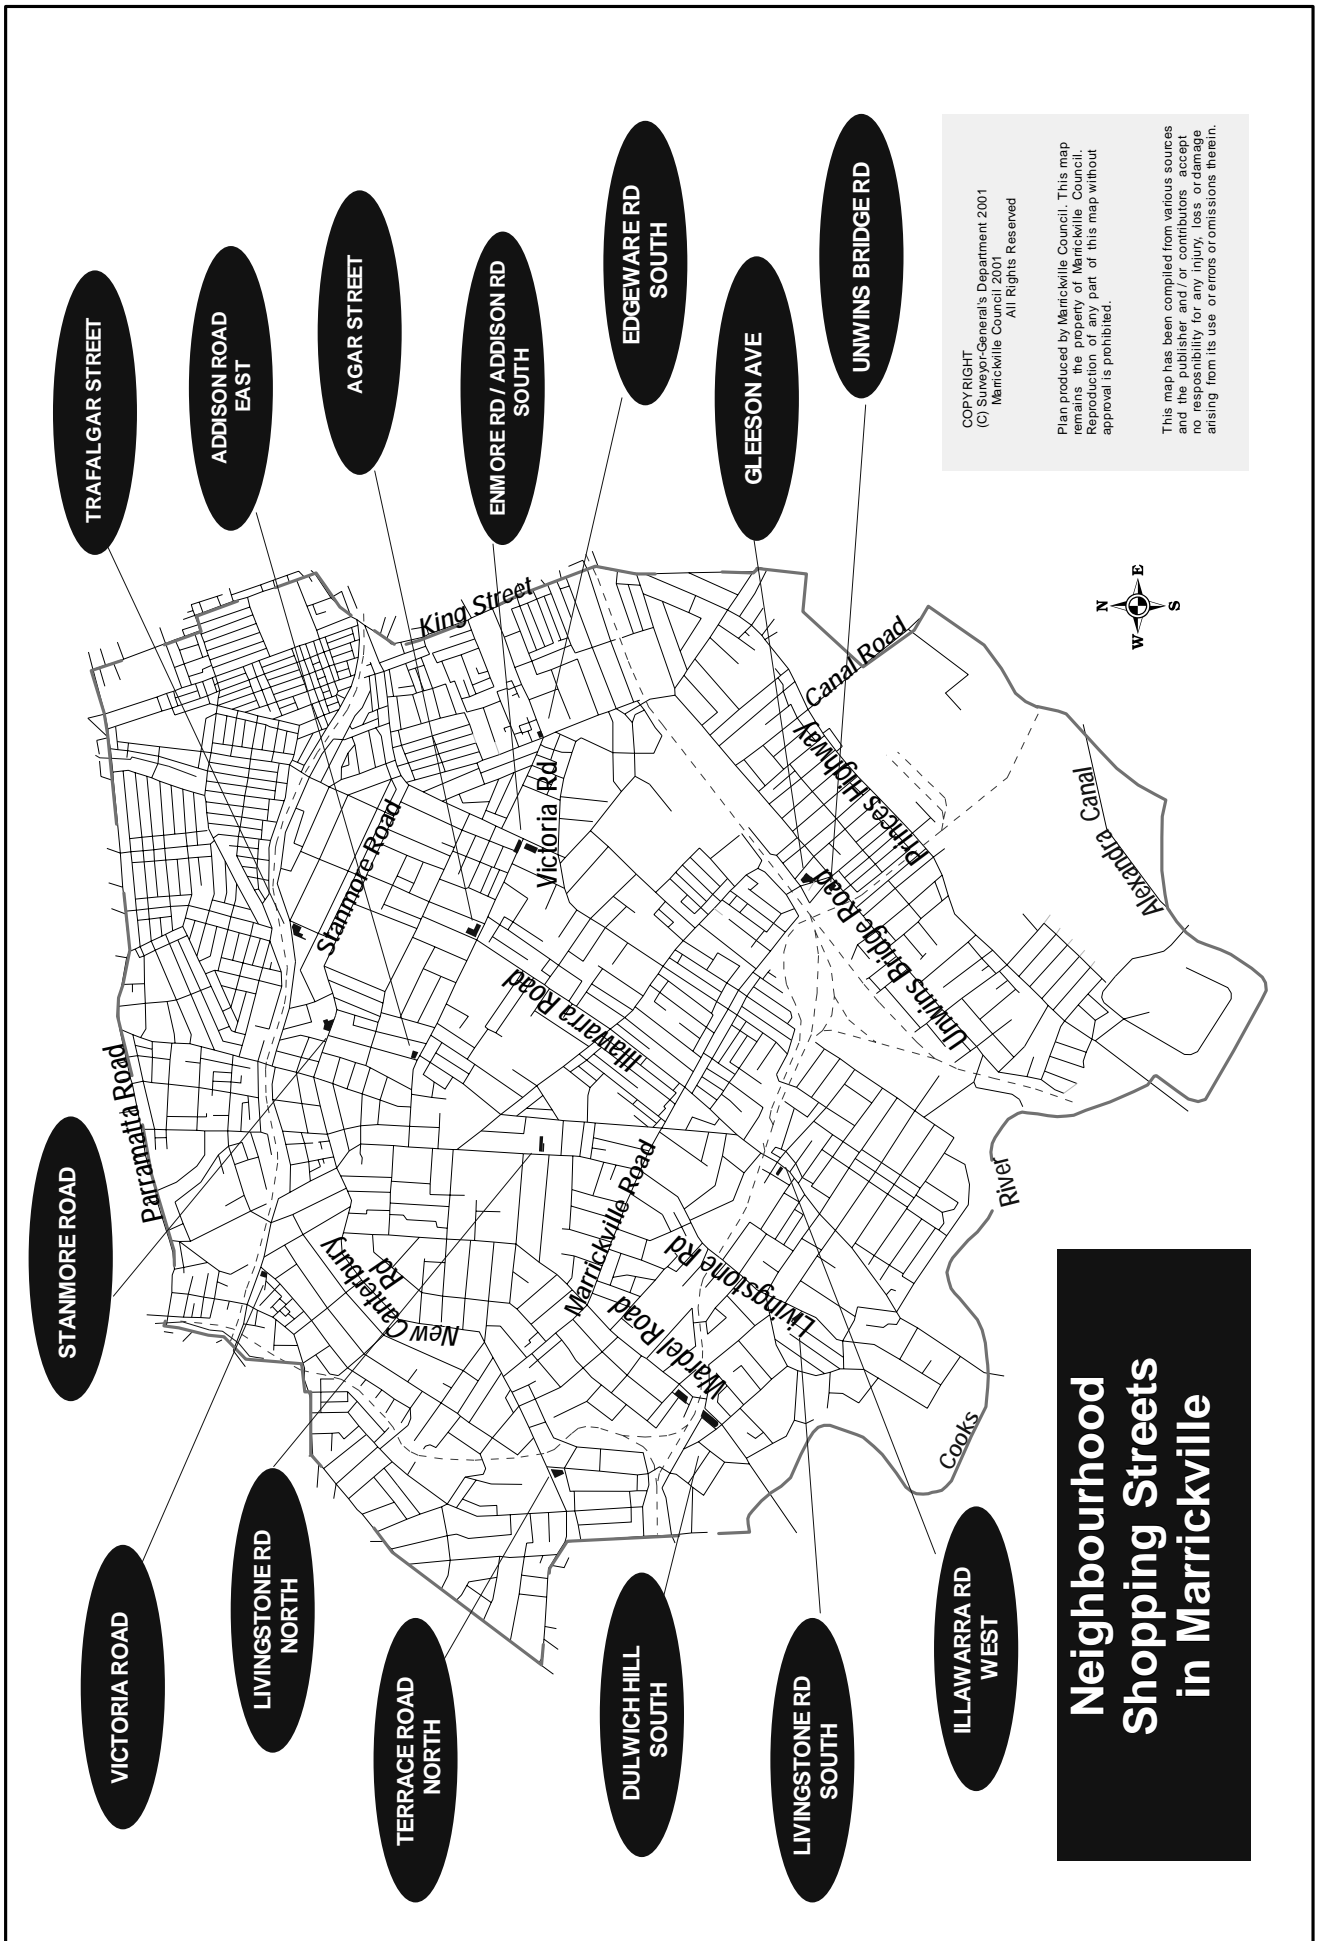 STANMORE ROAD
VICTORIA ROAD
LIVINGSTONE RD
NORTH
TERRACE ROAD
NORTH
DULWICH HILL
SOUTH
LIVINGSTONE RD
SOUTH
ILLAWARRA RD
WEST
TRAFALGAR STREET
ADDISON ROAD
EAST
AGAR STREET
ENMORE RD / ADDISON RD
SOUTH
EDGEWARE RD
SOUTH
GLEESON AVE
UNWINS BRIDGE RD
Parramatta Road
Stanmore Road
King Street
Victoria Rd
Illawarra Road
New Canterbury
Rd
Marrickville Road
Livingstone Rd
Wardel Road
Unwins Bridge Road
Princes Highway
Canal Road
Alexandra Canal
Cooks
River
N
E
S
W
Neighbourhood
Shopping Streets
in Marrickville
COPYRIGHT
(C) Surveyor-General's Department 2001
Marrickville Council 2001
All Rights Reserved
Plan produced by Marrickville Council. This map
remains the property of Marrickville Council.
Reproduction of any part of this map without
approval is prohibited.
This map has been compiled from various sources
and the publisher and / or contributors accept
no responsibility for any injury, loss or damage
arising from its use or errors or omissions therein.